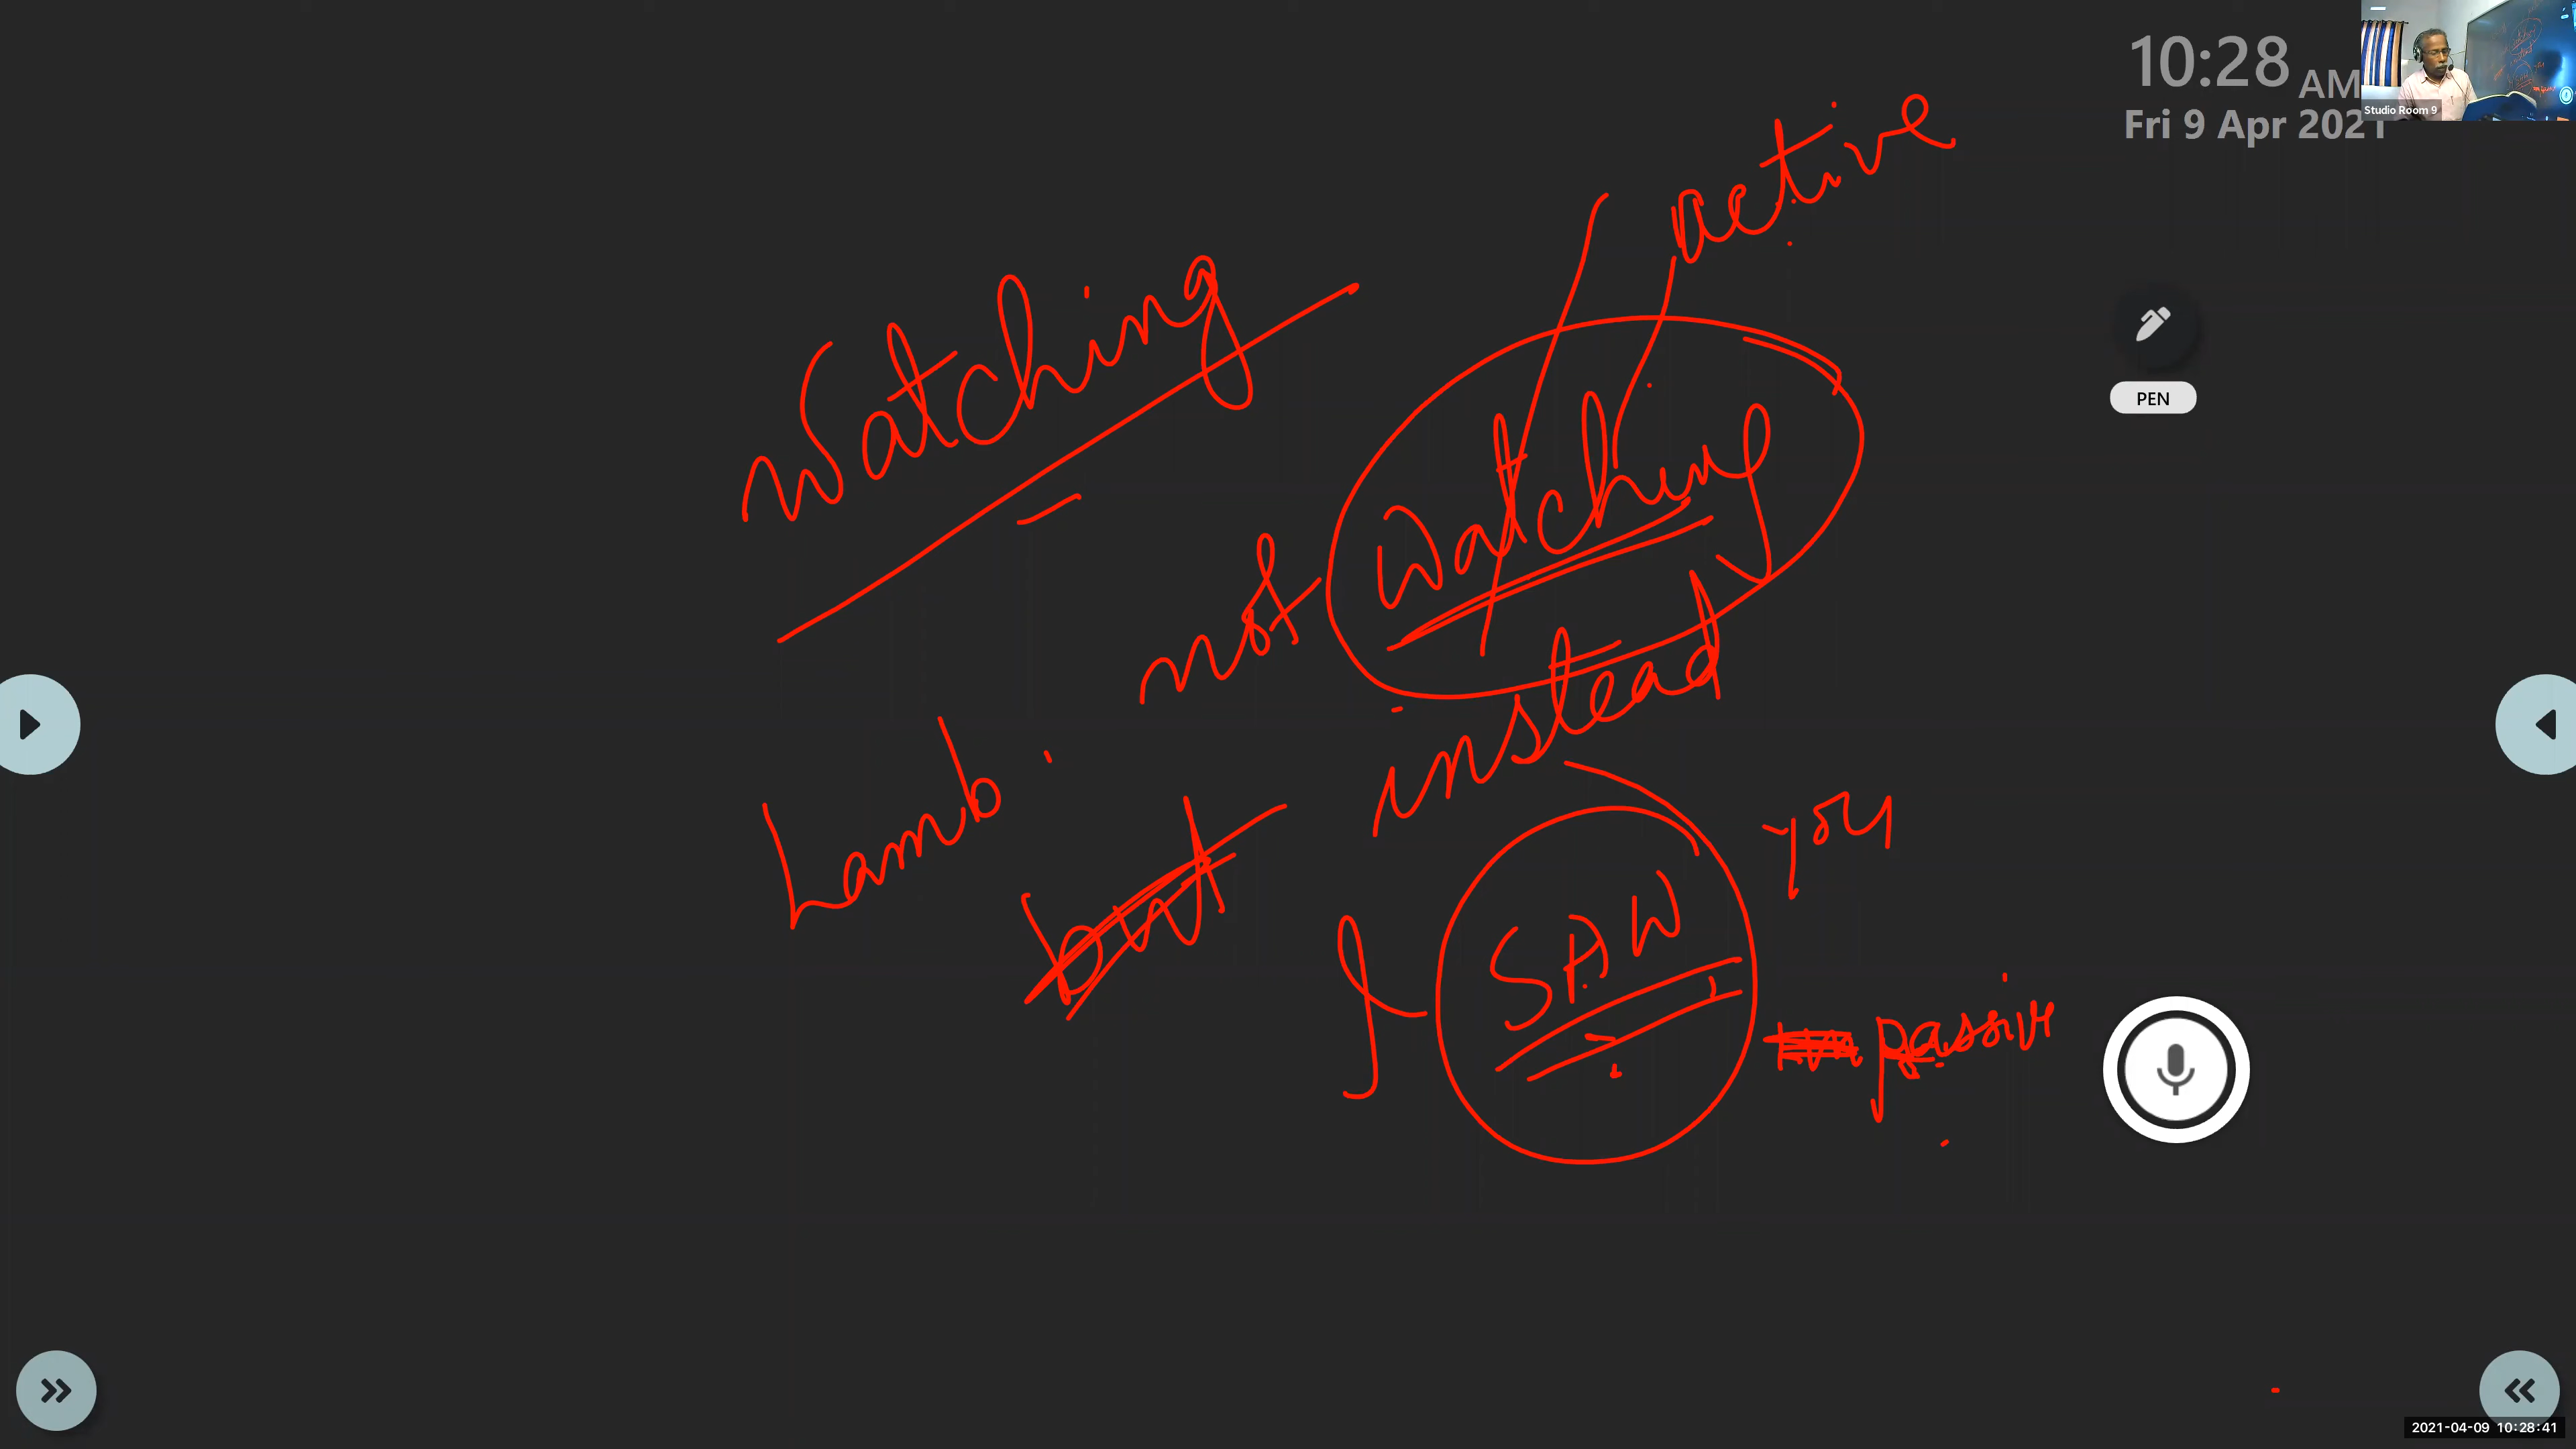 10:28 AM
Fri 9 Apr 2021
Studio Room 9
active
Watching
PEN
not watching
instead
Lamb
but
you
I SAW
passive
2021-04-09 10:28:41